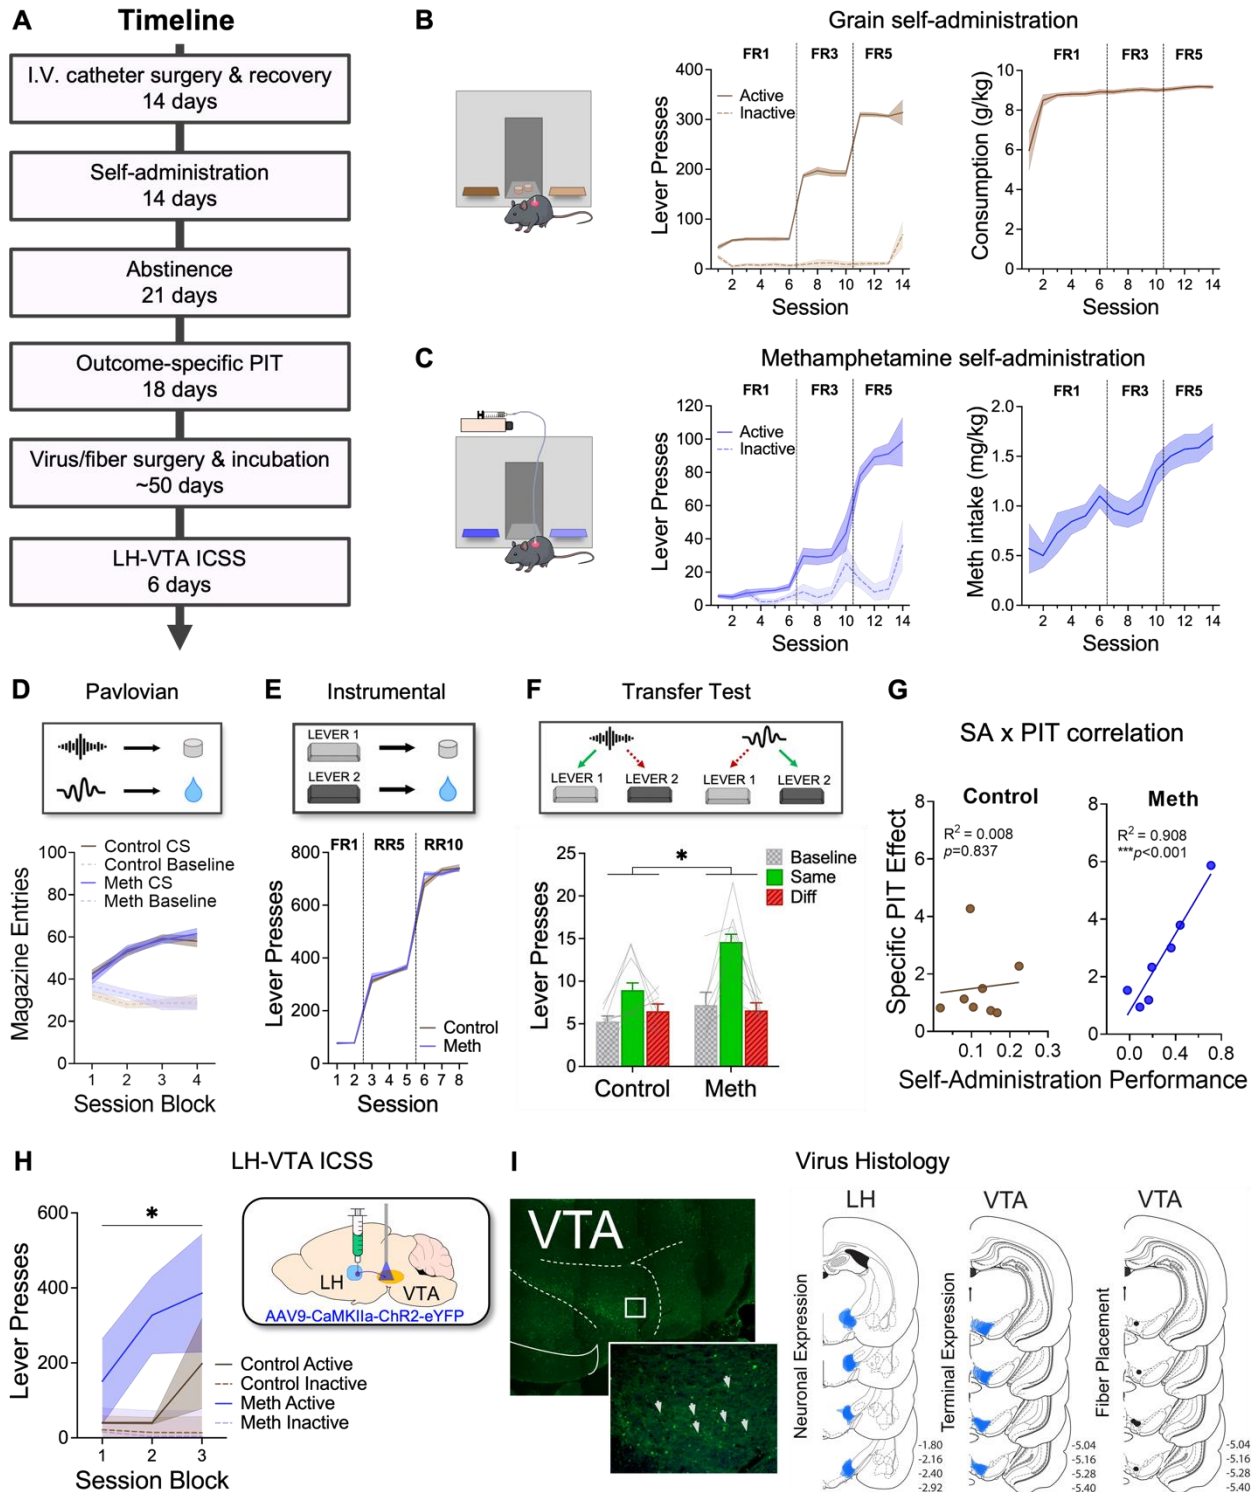 A
Timeline
I.V. catheter surgery & recovery
14 days
Self-administration
14 days
Abstinence
21 days
Outcome-specific PIT
18 days
Virus/fiber surgery & incubation
~50 days
LH-VTA ICSS
6 days
B
Grain self-administration
FR1 FR3 FR5
Active
Inactive
Lever Presses
400
300
200
100
0
2 6 10 14
Session
FR1 FR3 FR5
Consumption (g/kg)
10
8
6
4
2
0
2 4 6 8 10 12 14
Session
C
Methamphetamine self-administration
FR1 FR3 FR5
Active
Inactive
Lever Presses
120
100
80
60
40
20
0
2 4 6 8 10 12 14
Session
FR1 FR3 FR5
Meth intake (mg/kg)
2.0
1.5
1.0
0.5
0.0
2 4 6 8 10 12 14
Session
D
Pavlovian
Control CS
Control Baseline
Meth CS
Meth Baseline
Magazine Entries
100
80
60
40
20
0
1 2 3 4
Session Block
E
Instrumental
LEVER 1
LEVER 2
FR1 RR5 RR10
Lever Presses
800
600
400
200
0
Control
Meth
1 2 3 4 5 6 7 8
Session
F
Transfer Test
LEVER 1 LEVER 2 LEVER 1 LEVER 2
Lever Presses
25
20
15
10
5
0
*
Baseline
Same
Diff
Control Meth
G
SA x PIT correlation
Control
R2 = 0.008
p=0.837
Specific PIT Effect
8
6
4
2
0
0.1 0.2 0.3
Meth
R2 = 0.908
***p<0.001
8
6
4
2
0
0.0 0.4 0.8
Self-Administration Performance
H
LH-VTA ICSS
Lever Presses
600
400
200
0
*
1 2 3
Session Block
LH
VTA
AAV9-CaMKIIa-ChR2-eYFP
Control Active
Control Inactive
Meth Active
Meth Inactive
I
Virus Histology
VTA
LH
Neuronal Expression
-1.80
-2.16
-2.40
-2.92
VTA
Terminal Expression
-5.04
-5.16
-5.28
-5.40
VTA
Fiber Placement
-5.04
-5.16
-5.28
-5.40